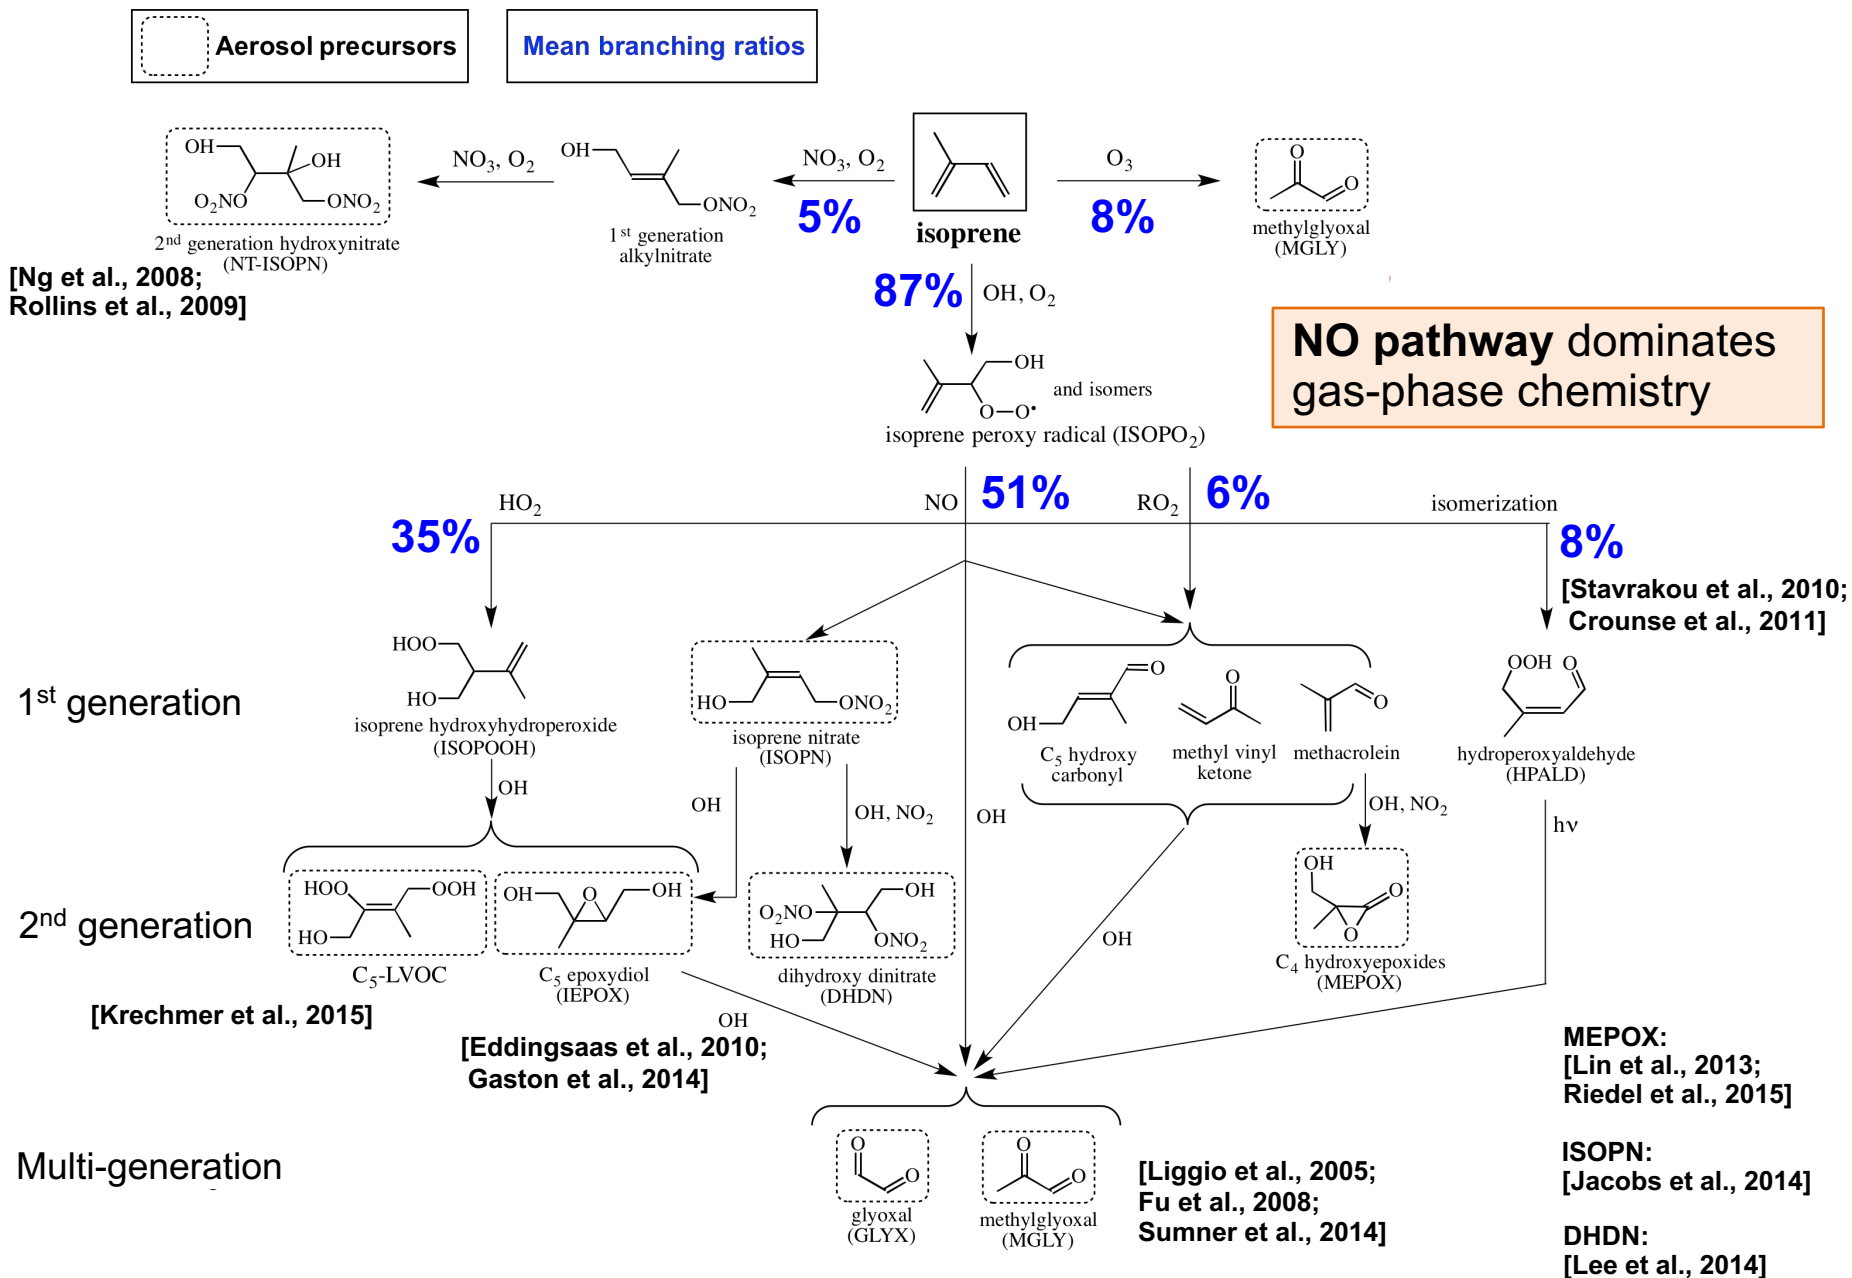 Aerosol precursors
Mean branching ratios
OH
OH
O₂NO
ONO₂
2nd generation hydroxynitrate
(NT-ISOPN)
[Ng et al., 2008;
Rollins et al., 2009]
NO₃, O₂
OH
ONO₂
1st generation
alkylnitrate
NO₃, O₂
5%
isoprene
O₃
8%
O
O
methylglyoxal
(MGLY)
87%
OH, O₂
NO pathway dominates
gas-phase chemistry
OH
O—O•
and isomers
isoprene peroxy radical (ISOPO₂)
HO₂
35%
NO
51%
RO₂
6%
isomerization
8%
[Stavrakou et al., 2010;
Crounse et al., 2011]
1st generation
HOO
HO
isoprene hydroxyhydroperoxide
(ISOPOOH)
HO
ONO₂
isoprene nitrate
(ISOPN)
O
OH
C₅ hydroxy
carbonyl
O
methyl vinyl
ketone
O
methacrolein
OOH
O
hydroperoxyaldehyde
(HPALD)
OH
OH
OH, NO₂
OH
OH, NO₂
hν
2nd generation
HOO
OOH
HO
C₅-LVOC
[Krechmer et al., 2015]
OH
O
OH
C₅ epoxydiol
(IEPOX)
OH
O₂NO
HO
ONO₂
dihydroxy dinitrate
(DHDN)
OH
OH
O
O
C₄ hydroxyepoxides
(MEPOX)
OH
[Eddingsaas et al., 2010;
Gaston et al., 2014]
MEPOX:
[Lin et al., 2013;
Riedel et al., 2015]
Multi-generation
O
O
glyoxal
(GLYX)
O
O
methylglyoxal
(MGLY)
[Liggio et al., 2005;
Fu et al., 2008;
Sumner et al., 2014]
ISOPN:
[Jacobs et al., 2014]
DHDN:
[Lee et al., 2014]